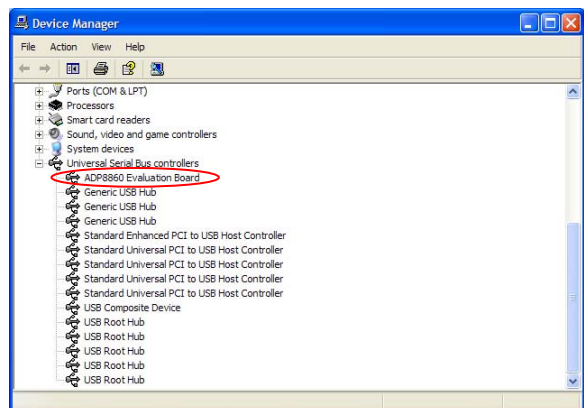 Device Manager
File Action View Help
Ports (COM & LPT)
Processors
Smart card readers
Sound, video and game controllers
System devices
Universal Serial Bus controllers
ADP8860 Evaluation Board
Generic USB Hub
Generic USB Hub
Generic USB Hub
Standard Enhanced PCI to USB Host Controller
Standard Universal PCI to USB Host Controller
Standard Universal PCI to USB Host Controller
Standard Universal PCI to USB Host Controller
Standard Universal PCI to USB Host Controller
USB Composite Device
USB Root Hub
USB Root Hub
USB Root Hub
USB Root Hub
USB Root Hub